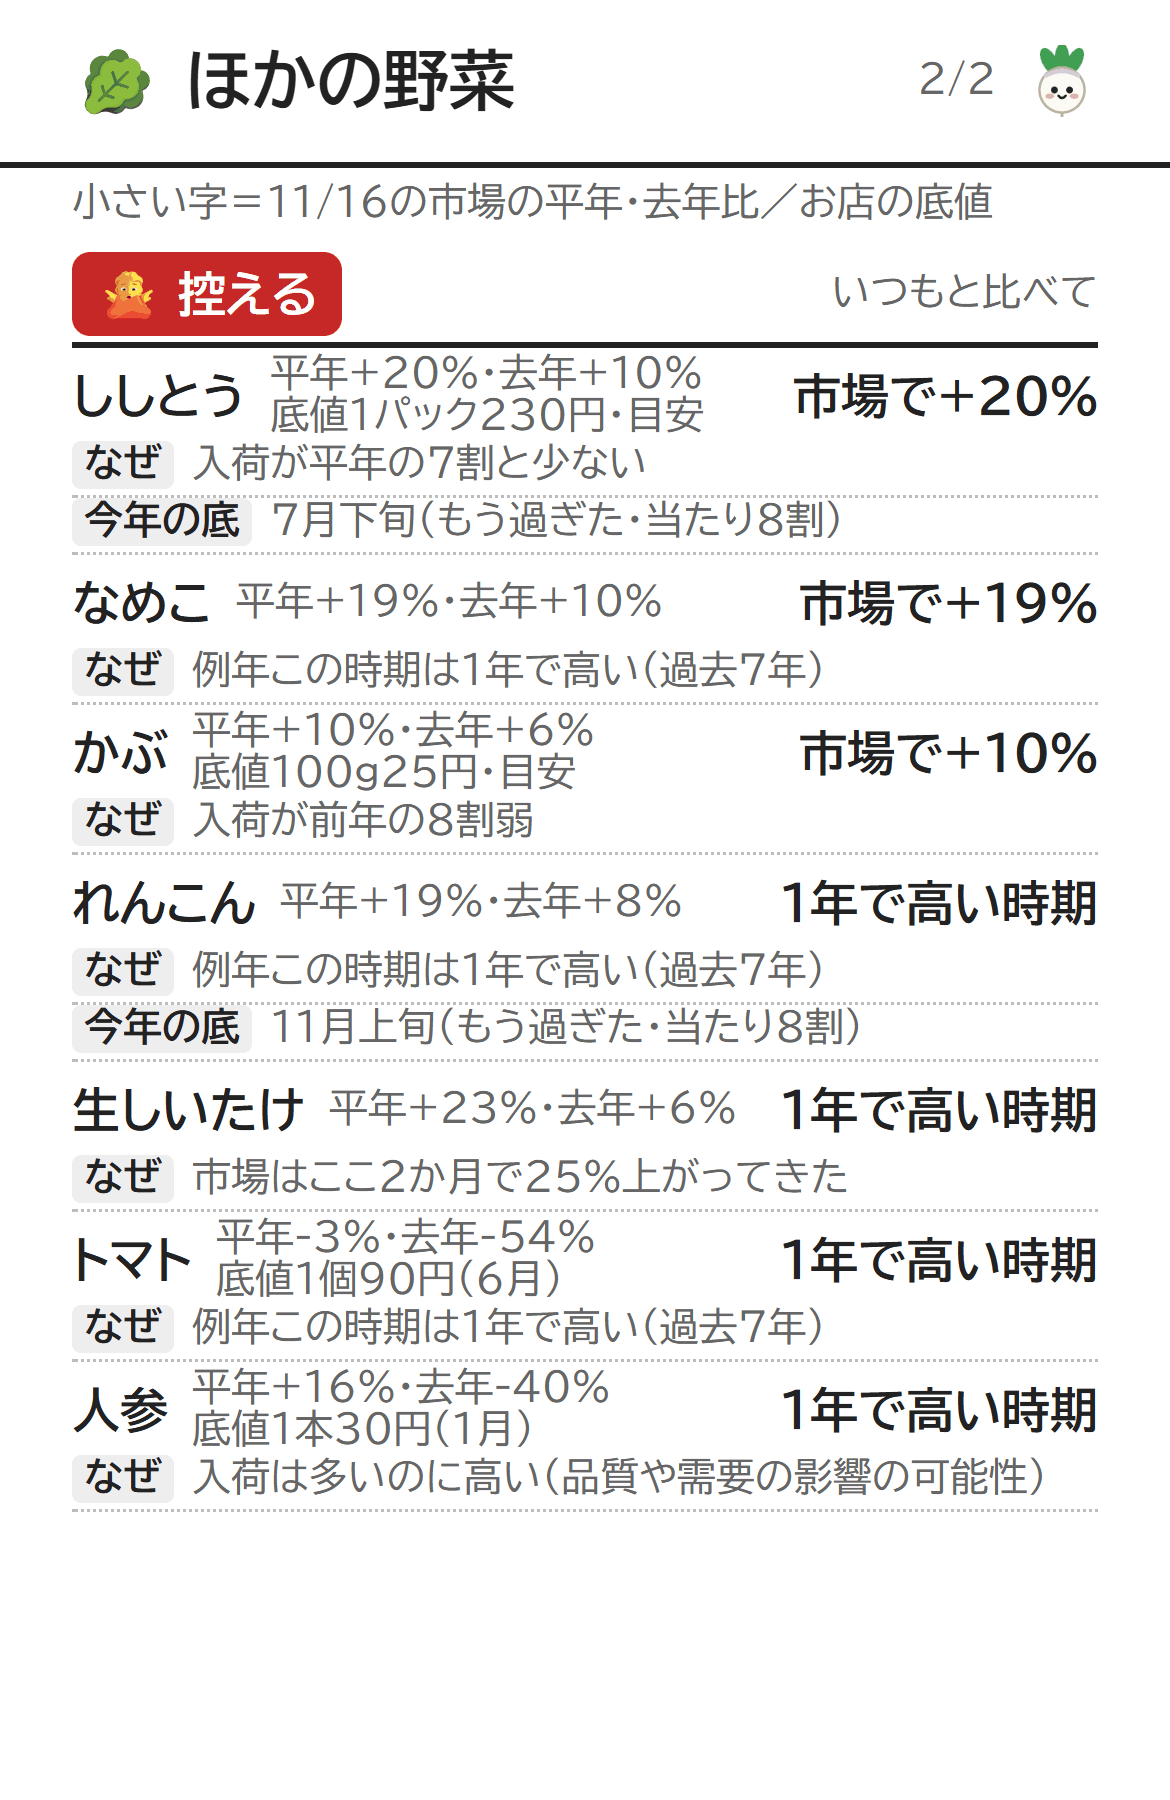 ほかの野菜 2/2
小さい字＝11/16の市場の平年・去年比／お店の底値
控える いつもと比べて
ししとう 平年+20%・去年+10% 市場で+20%
底値1パック230円・目安
なぜ 入荷が平年の7割と少ない
今年の底 7月下旬(もう過ぎた・当たり8割)
なめこ 平年+19%・去年+10% 市場で+19%
なぜ 例年この時期は1年で高い(過去7年)
かぶ 平年+10%・去年+6% 市場で+10%
底値100g25円・目安
なぜ 入荷が前年の8割弱
れんこん 平年+19%・去年+8% 1年で高い時期
なぜ 例年この時期は1年で高い(過去7年)
今年の底 11月上旬(もう過ぎた・当たり8割)
生しいたけ 平年+23%・去年+6% 1年で高い時期
なぜ 市場はここ2か月で25%上がってきた
トマト 平年-3%・去年-54% 1年で高い時期
底値1個90円(6月)
なぜ 例年この時期は1年で高い(過去7年)
人参 平年+16%・去年-40% 1年で高い時期
底値1本30円(1月)
なぜ 入荷は多いのに高い(品質や需要の影響の可能性)